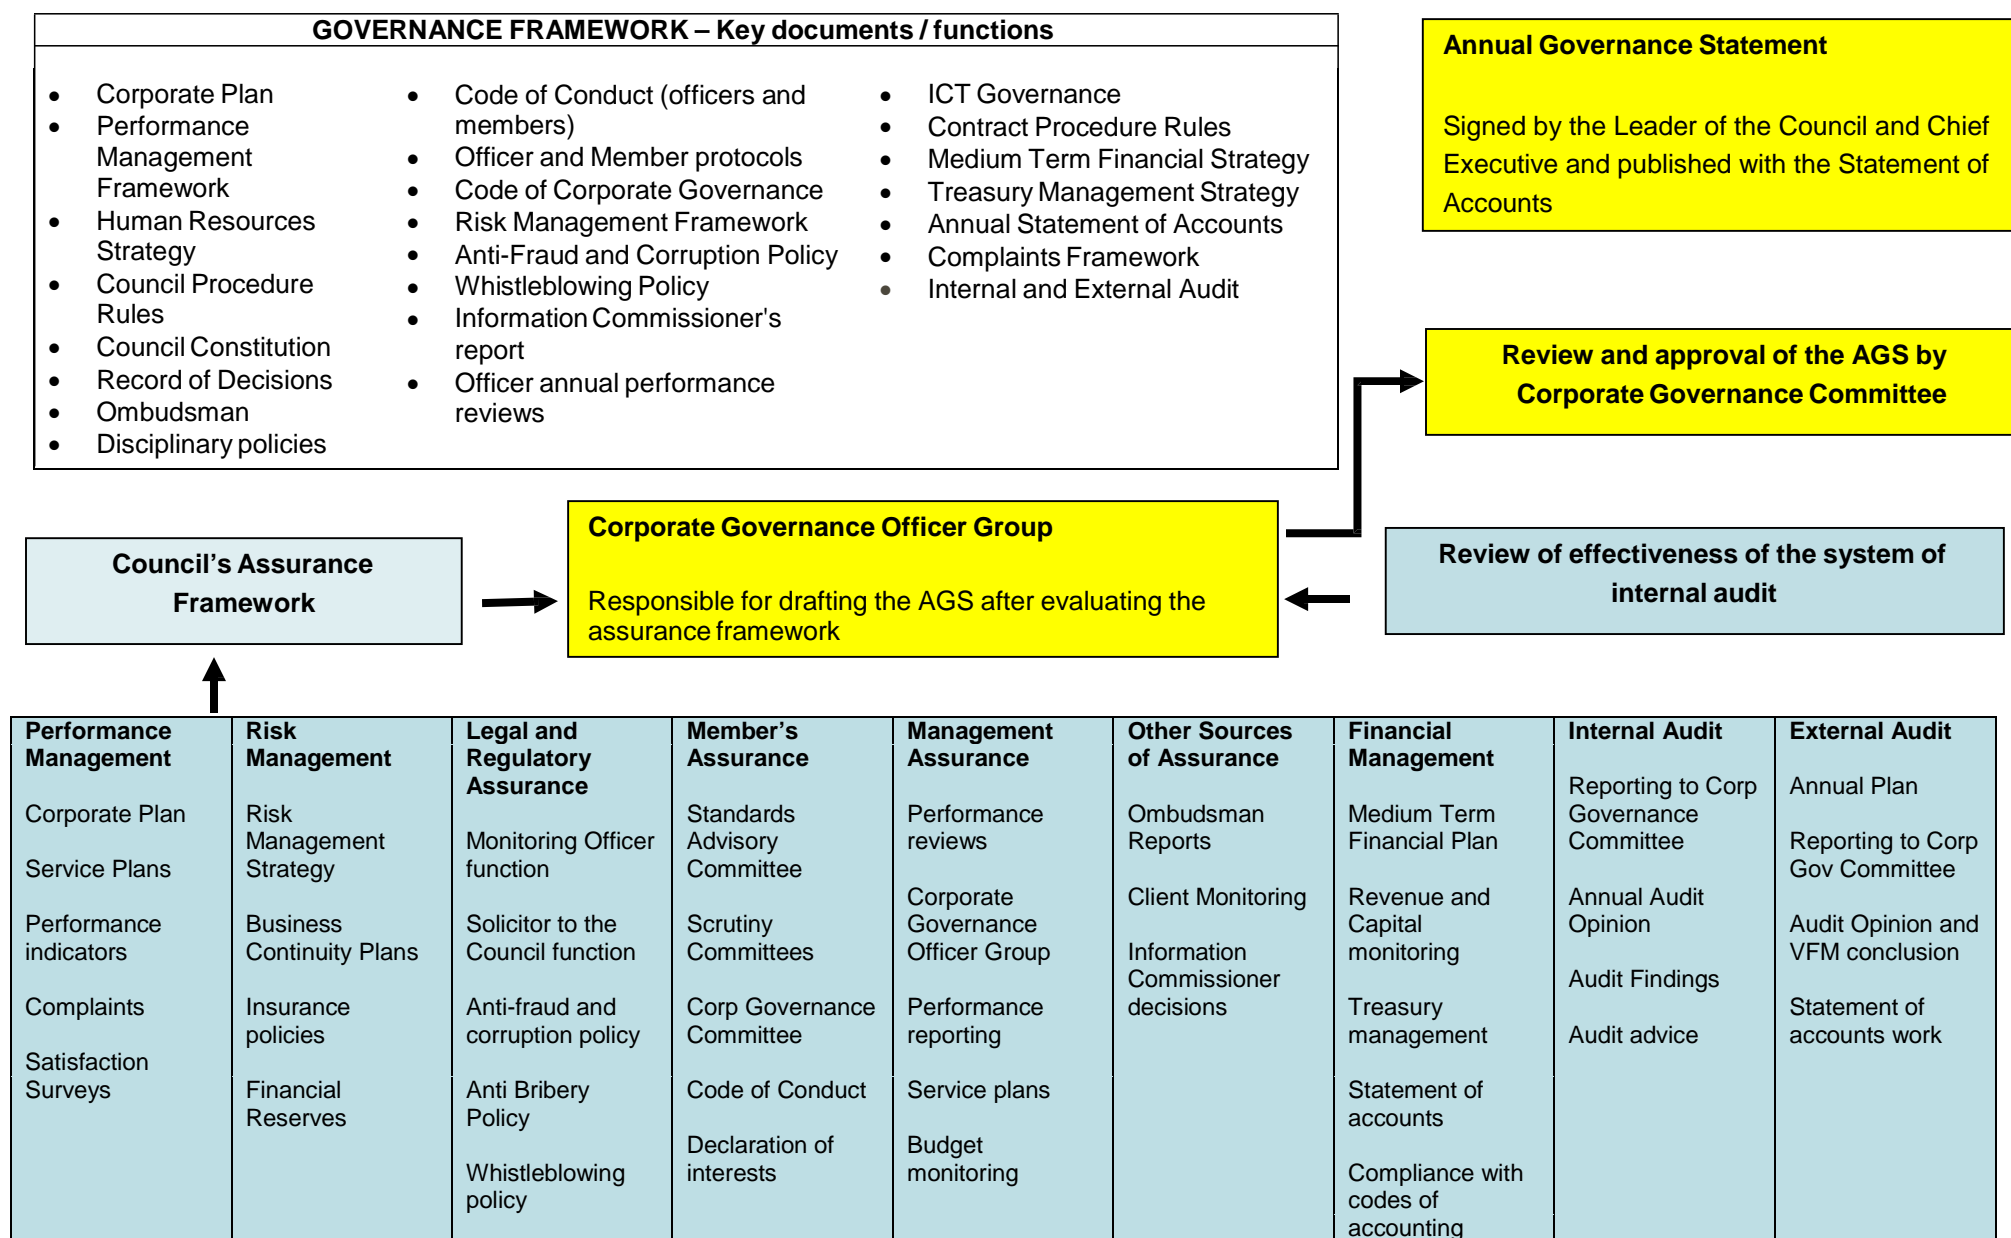 GOVERNANCE FRAMEWORK – Key documents / functions
• Corporate Plan
• Performance
Management
Framework
• Human Resources
Strategy
• Council Procedure
Rules
• Council Constitution
• Record of Decisions
• Ombudsman
• Disciplinary policies
• Code of Conduct (officers and
members)
• Officer and Member protocols
• Code of Corporate Governance
• Risk Management Framework
• Anti-Fraud and Corruption Policy
• Whistleblowing Policy
• Information Commissioner's
report
• Officer annual performance
reviews
• ICT Governance
• Contract Procedure Rules
• Medium Term Financial Strategy
• Treasury Management Strategy
• Annual Statement of Accounts
• Complaints Framework
• Internal and External Audit
Annual Governance Statement
Signed by the Leader of the Council and Chief
Executive and published with the Statement of
Accounts
Review and approval of the AGS by
Corporate Governance Committee
Council’s Assurance
Framework
Corporate Governance Officer Group
Responsible for drafting the AGS after evaluating the
assurance framework
Review of effectiveness of the system of
internal audit
Performance
Management
Corporate Plan
Service Plans
Performance
indicators
Complaints
Satisfaction
Surveys
Risk
Management
Risk
Management
Strategy
Business
Continuity Plans
Insurance
policies
Financial
Reserves
Legal and
Regulatory
Assurance
Monitoring Officer
function
Solicitor to the
Council function
Anti-fraud and
corruption policy
Anti Bribery
Policy
Whistleblowing
policy
Member’s
Assurance
Standards
Advisory
Committee
Scrutiny
Committees
Corp Governance
Committee
Code of Conduct
Declaration of
interests
Management
Assurance
Performance
reviews
Corporate
Governance
Officer Group
Performance
reporting
Service plans
Budget
monitoring
Other Sources
of Assurance
Ombudsman
Reports
Client Monitoring
Information
Commissioner
decisions
Financial
Management
Medium Term
Financial Plan
Revenue and
Capital
monitoring
Treasury
management
Statement of
accounts
Compliance with
codes of
accounting
Internal Audit
Reporting to Corp
Governance
Committee
Annual Audit
Opinion
Audit Findings
Audit advice
External Audit
Annual Plan
Reporting to Corp
Gov Committee
Audit Opinion and
VFM conclusion
Statement of
accounts work